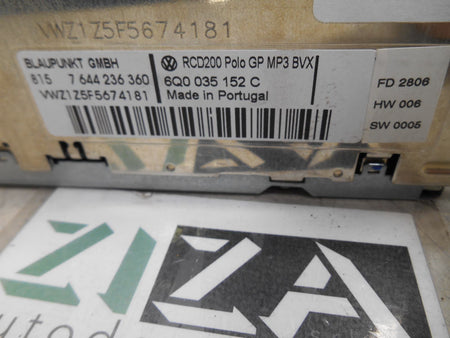 VWZ1Z5F5674181
BLAUPUNKT GMBH
815 7 644 236 360
VWZ1Z5F5674181
RCD200 Polo GP MP3 BVX
6Q0 035 152 C
Made in Portugal
FD 2806
HW 006
SW 0005
ZA